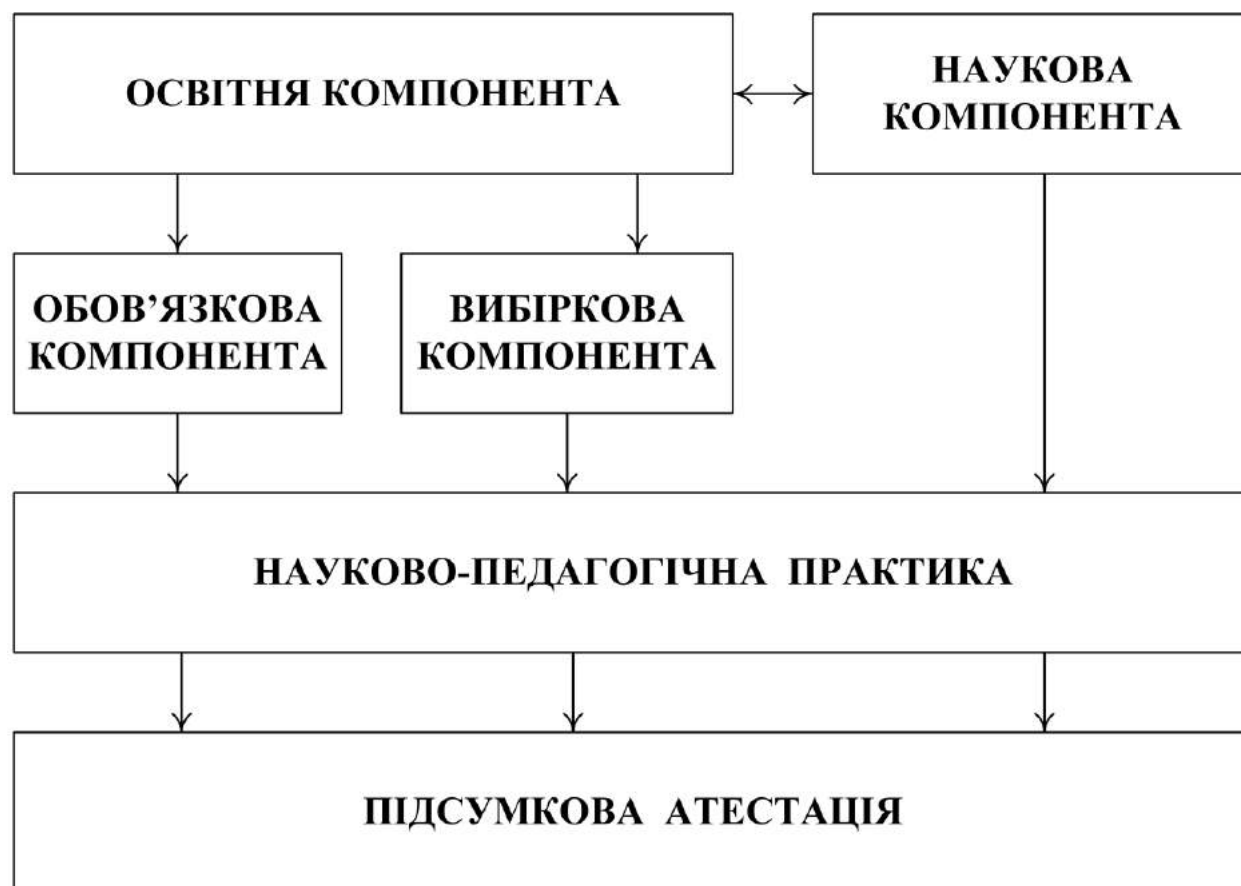 ОСВІТНЯ КОМПОНЕНТА
НАУКОВА
КОМПОНЕНТА
ОБОВ’ЯЗКОВА
КОМПОНЕНТА
ВИБІРКОВА
КОМПОНЕНТА
НАУКОВО-ПЕДАГОГІЧНА ПРАКТИКА
ПІДСУМКОВА АТЕСТАЦІЯ